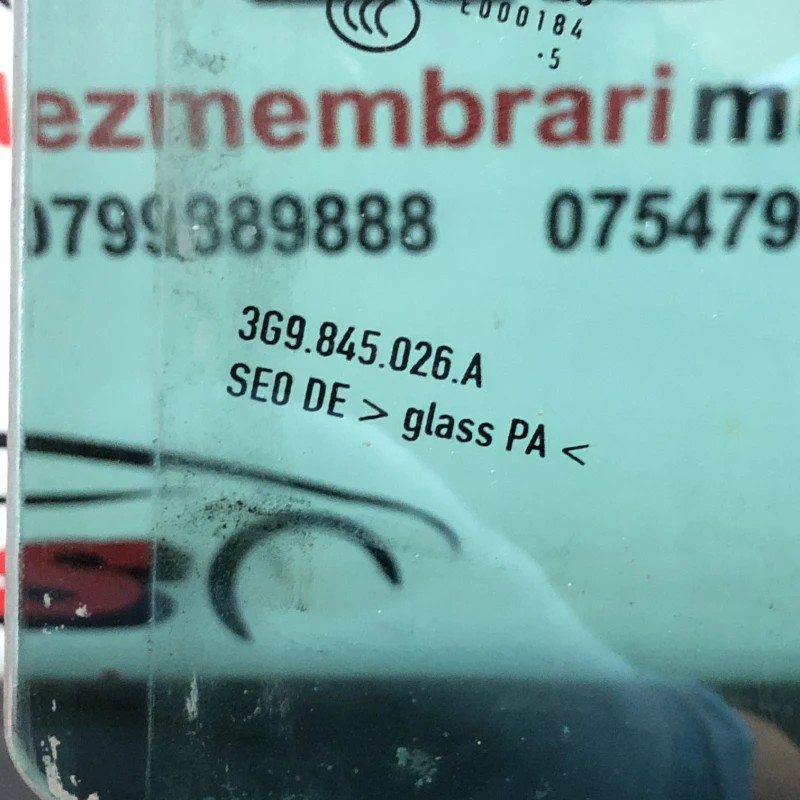 E000184
·5
ezmembrari
0799889888 075479
3G9.845.026.A
SEO DE > glass PA <